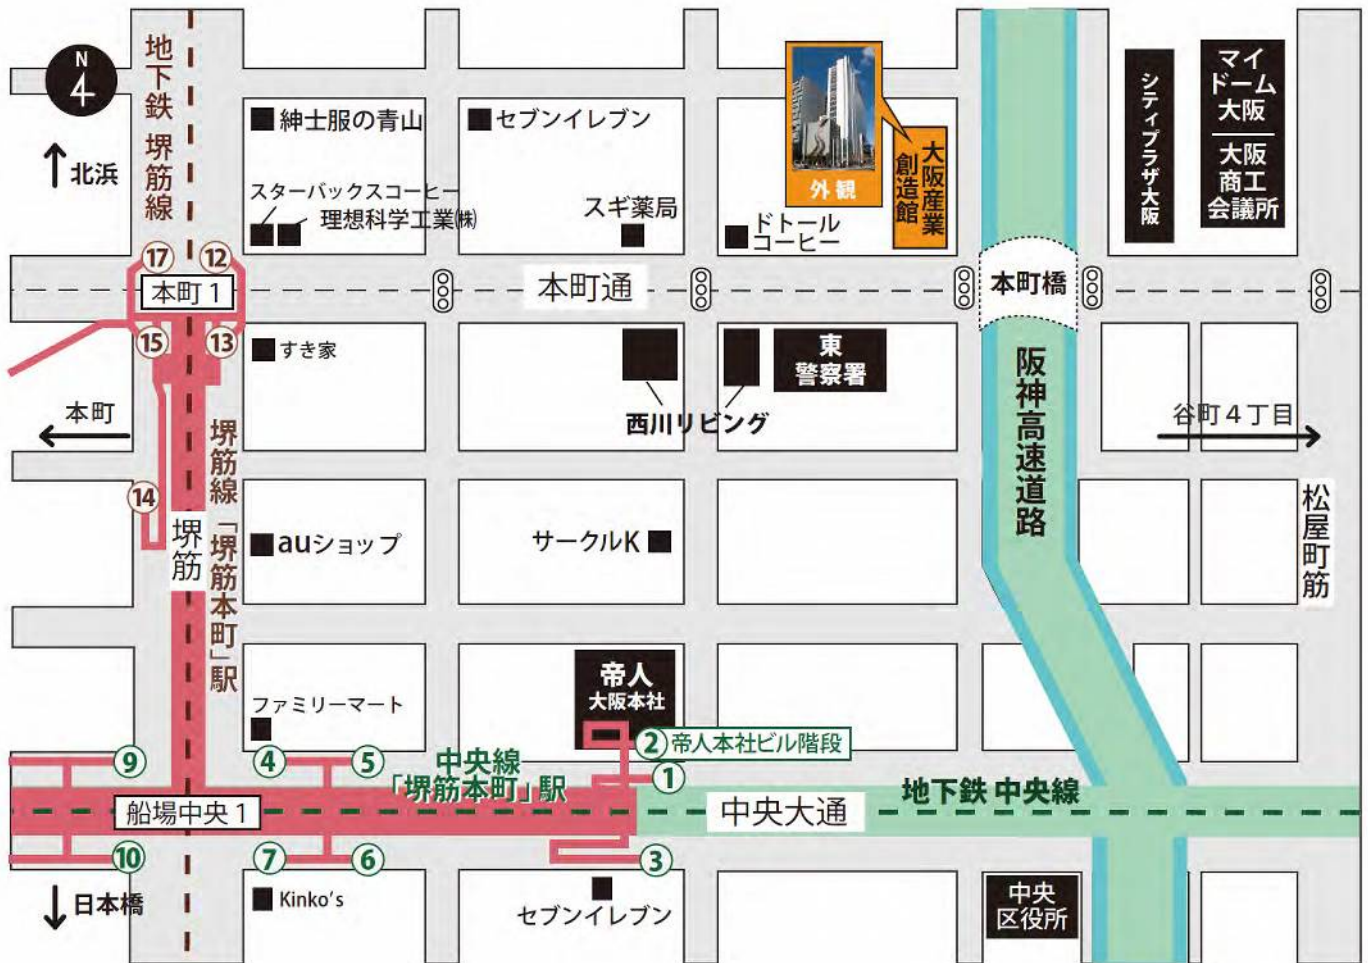 N
北浜
地下鉄 堺筋線
紳士服の青山
セブンイレブン
外観
大阪産業
創造館
シティプラザ大阪
マイ
ドーム
大阪
大阪
商工
会議所
スターバックスコーヒー
理想科学工業㈱
スギ薬局
ドトール
コーヒー
⑰
⑫
本町1
本町通
本町橋
⑮
⑬
すき家
西川リビング
東
警察署
阪神高速道路
本町
谷町4丁目
堺筋線「堺筋本町」駅
⑭
堺筋
auショップ
サークルK
松屋町筋
帝人
大阪本社
ファミリーマート
②帝人本社ビル階段
⑨
④
⑤
中央線
「堺筋本町」駅
①
船場中央1
中央大通
地下鉄 中央線
⑩
⑦
⑥
③
日本橋
Kinko's
セブンイレブン
中央
区役所